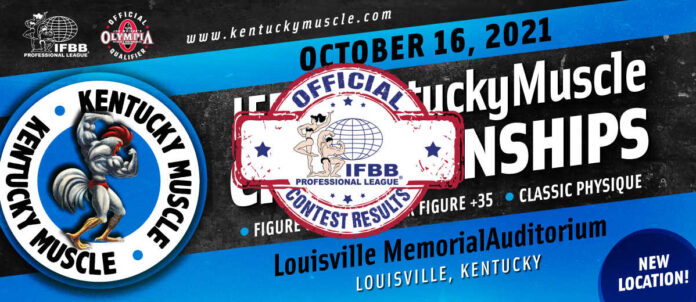 www.kentuckymuscle.com
IFBB
PROFESSIONAL LEAGUE
OFFICIAL
OLYMPIA
QUALIFIER
OCTOBER 16, 2021
KentuckyMuscle
NSHIPS
• FIGURE
FIGURE +35 • CLASSIC PHYSIQUE
OFFICIAL
IFBB
PROFESSIONAL LEAGUE
CONTEST RESULTS
KENTUCKY MUSCLE
KENTUCKY MUSCLE
Louisville MemorialAuditorium
LOUISVILLE, KENTUCKY
NEW
LOCATION!